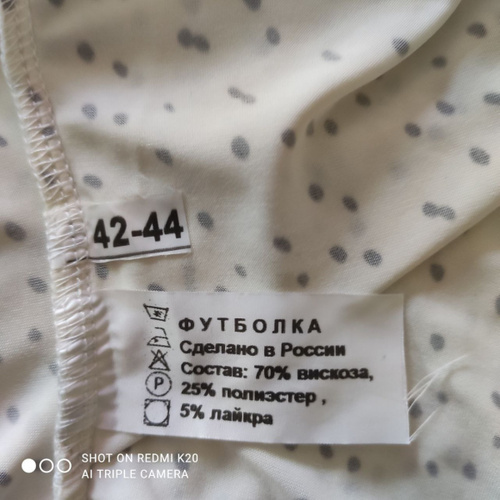 42-44
ФУТБОЛКА
Сделано в России
Состав: 70% вискоза,
25% полиэстер ,
5% лайкра
P
SHOT ON REDMI K20
AI TRIPLE CAMERA